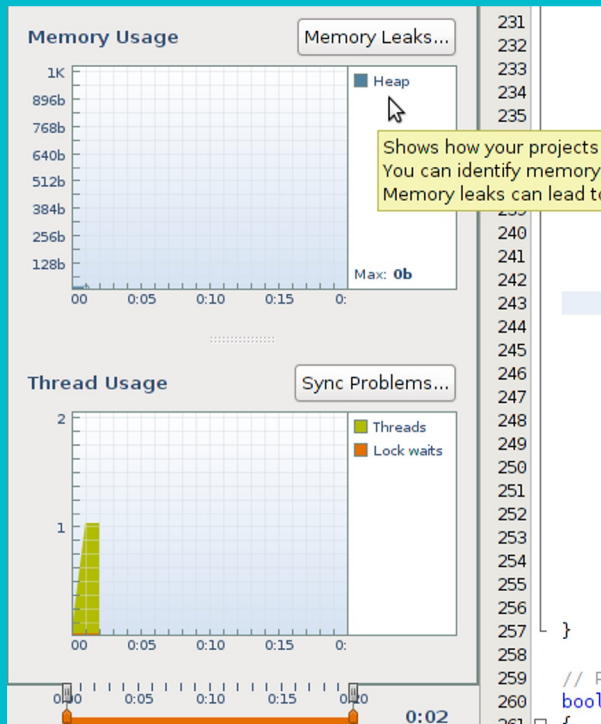 Memory Usage
Memory Leaks...
1K
896b
768b
640b
512b
384b
256b
128b
Heap
Max: 0b
00 0:05 0:10 0:15 0:
Shows how your projects
You can identify memory
Memory leaks can lead to
Thread Usage
Sync Problems...
2
1
Threads
Lock waits
00 0:05 0:10 0:15 0:
0:05 0:10 0:15
0:02
231
232
233
234
235
240
241
242
243
244
245
246
247
248
249
250
251
252
253
254
255
256
257 }
258
259 //
260 bool
261 {